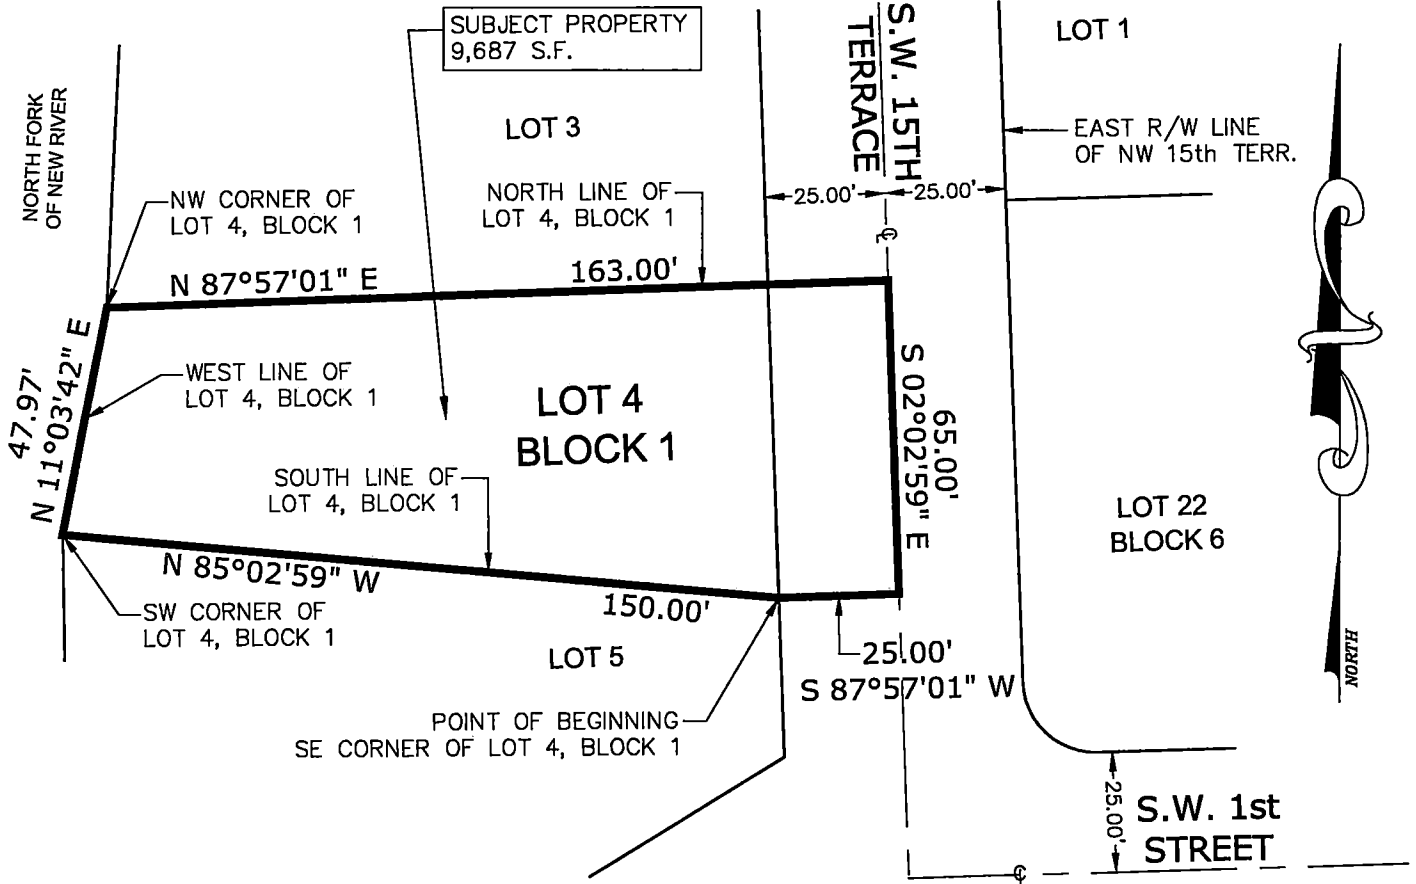 SUBJECT PROPERTY
9,687 S.F.
S.W. 15TH
TERRACE
LOT 1
NORTH FORK
OF NEW RIVER
LOT 3
EAST R/W LINE
OF NW 15th TERR.
NW CORNER OF
LOT 4, BLOCK 1
NORTH LINE OF
LOT 4, BLOCK 1
25.00'
25.00'
N 87°57'01" E
163.00'
47.97'
N 11°03'42" E
WEST LINE OF
LOT 4, BLOCK 1
LOT 4
BLOCK 1
65.00'
S 02°02'59" E
SOUTH LINE OF
LOT 4, BLOCK 1
LOT 22
BLOCK 6
N 85°02'59" W
150.00'
SW CORNER OF
LOT 4, BLOCK 1
LOT 5
25.00'
S 87°57'01" W
NORTH
POINT OF BEGINNING
SE CORNER OF LOT 4, BLOCK 1
25.00'
S.W. 1st
STREET